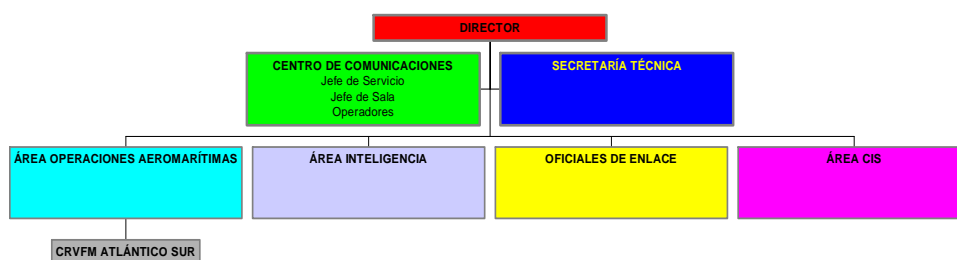 DIRECTOR
CENTRO DE COMUNICACIONES
Jefe de Servicio
Jefe de Sala
Operadores
SECRETARÍA TÉCNICA
ÁREA OPERACIONES AEROMARÍTIMAS
ÁREA INTELIGENCIA
OFICIALES DE ENLACE
ÁREA CIS
CRVFM ATLÁNTICO SUR